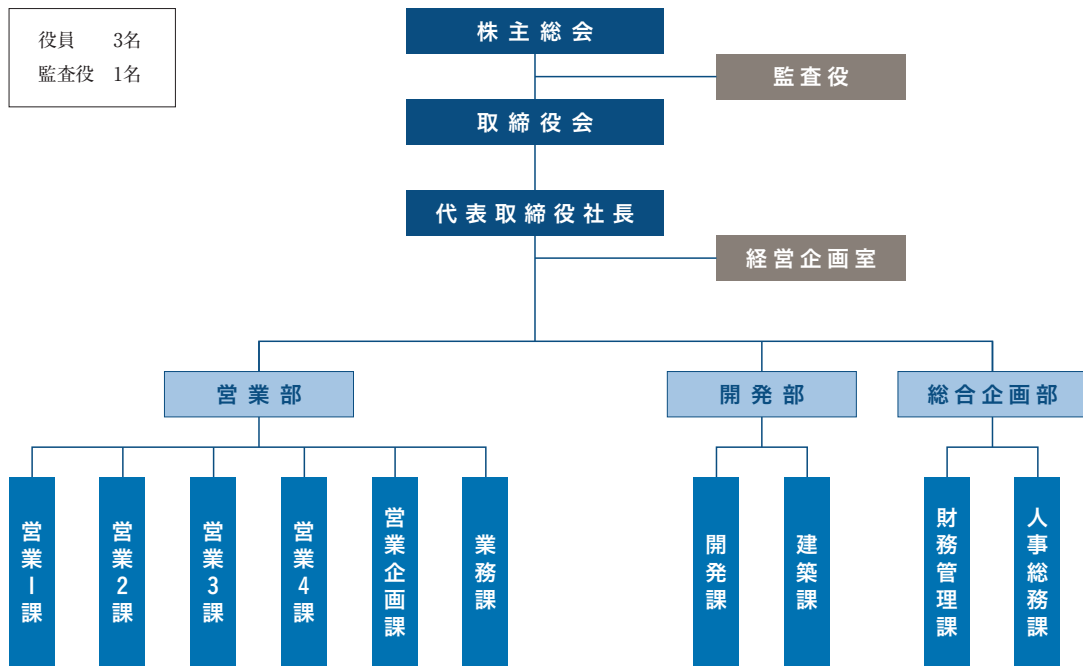 役員 3名
監査役 1名
株主総会
監査役
取締役会
代表取締役社長
経営企画室
営業部
開発部
総合企画部
営業1課
営業2課
営業3課
営業4課
営業企画課
業務課
開発課
建築課
財務管理課
人事総務課